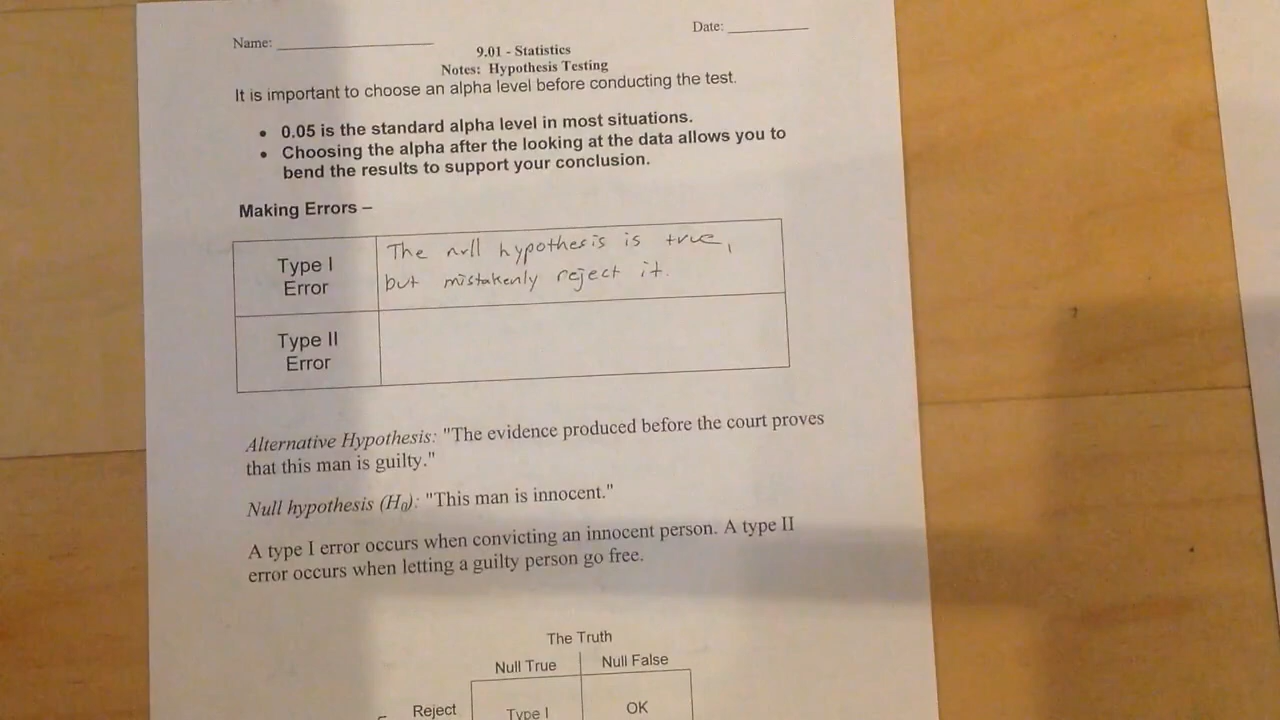 Name: ________ Date: ________
9.01 - Statistics
Notes: Hypothesis Testing
It is important to choose an alpha level before conducting the test.
• 0.05 is the standard alpha level in most situations.
• Choosing the alpha after the looking at the data allows you to
bend the results to support your conclusion.
Making Errors –
Type I
Error
The null hypothesis is true,
but mistakenly reject it.
Type II
Error
Alternative Hypothesis: "The evidence produced before the court proves
that this man is guilty."
Null hypothesis (H0): "This man is innocent."
A type I error occurs when convicting an innocent person. A type II
error occurs when letting a guilty person go free.
The Truth
Null True Null False
Reject Type I OK